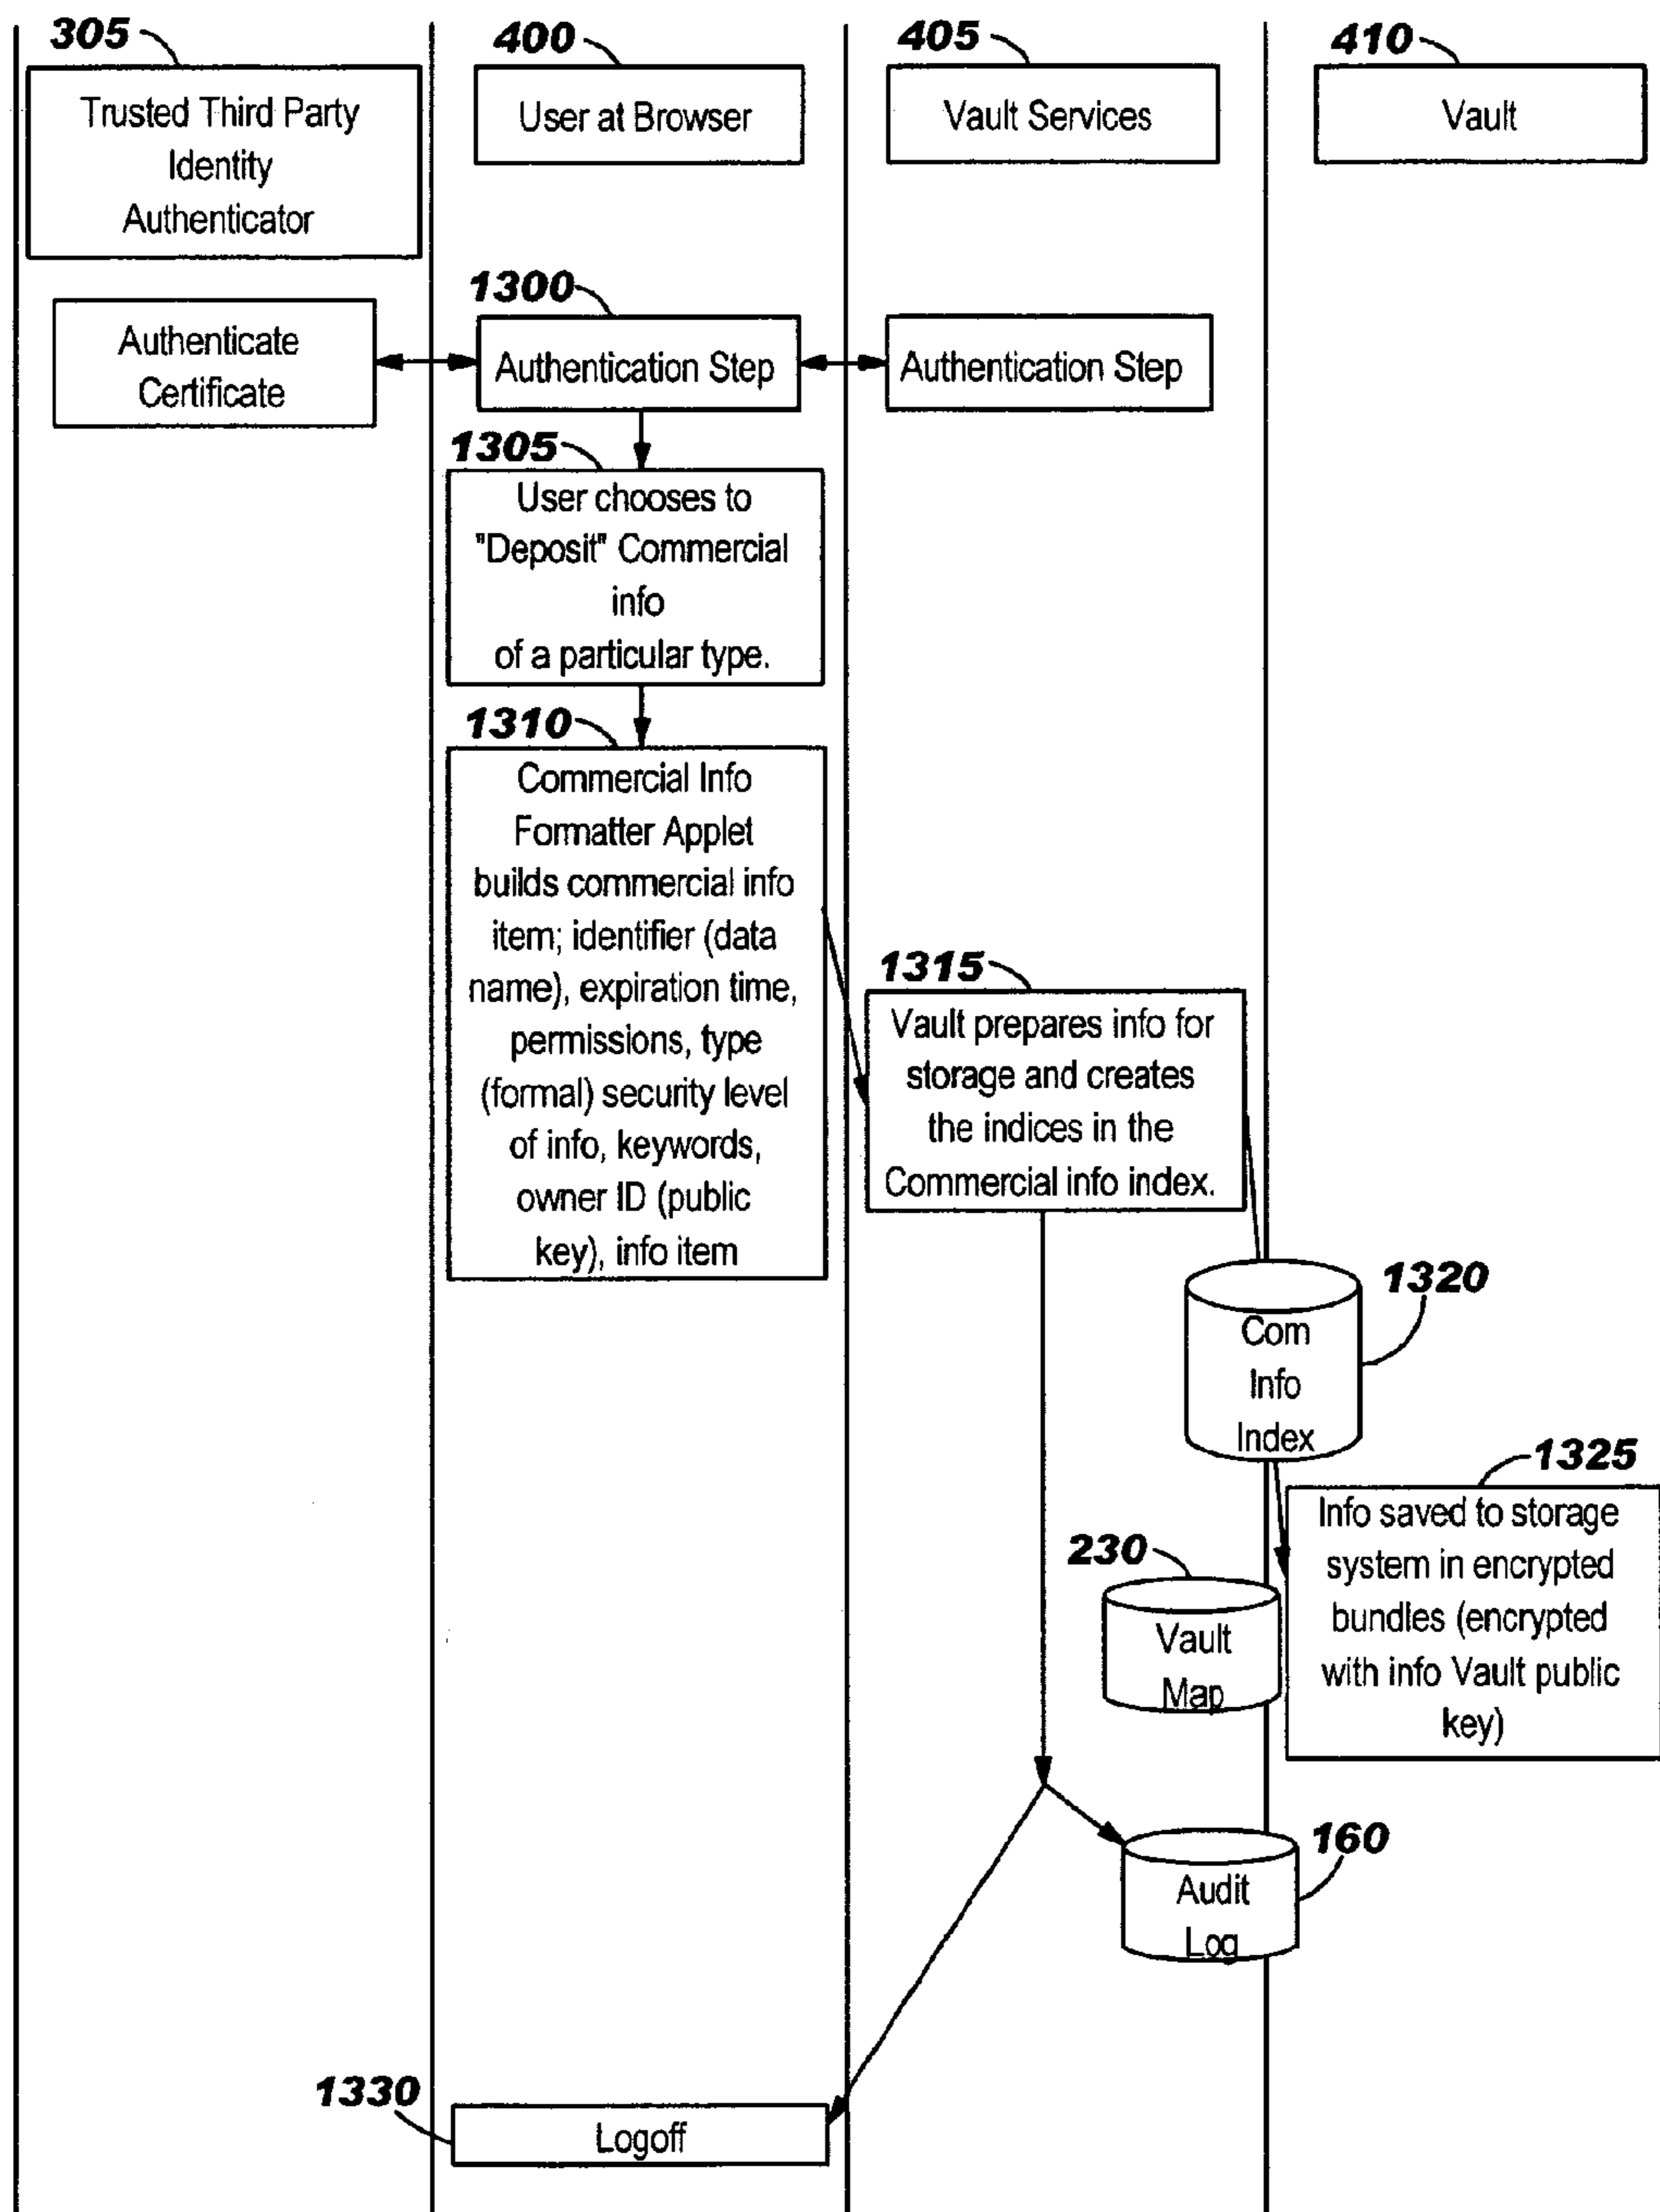 305
400
405
410
Trusted Third Party
Identity
Authenticator
User at Browser
Vault Services
Vault
1300
Authenticate
Certificate
Authentication Step
Authentication Step
1305
User chooses to
"Deposit" Commercial
info
of a particular type.
1310
Commercial Info
Formatter Applet
builds commercial info
item; identifier (data
name), expiration time,
permissions, type
(formal) security level
of info, keywords,
owner ID (public
key), info item
1315
Vault prepares info for
storage and creates
the indices in the
Commercial info index.
1320
Com
Info
Index
1325
Info saved to storage
system in encrypted
bundles (encrypted
with info Vault public
key)
230
Vault
Map
160
Audit
Log
1330
Logoff